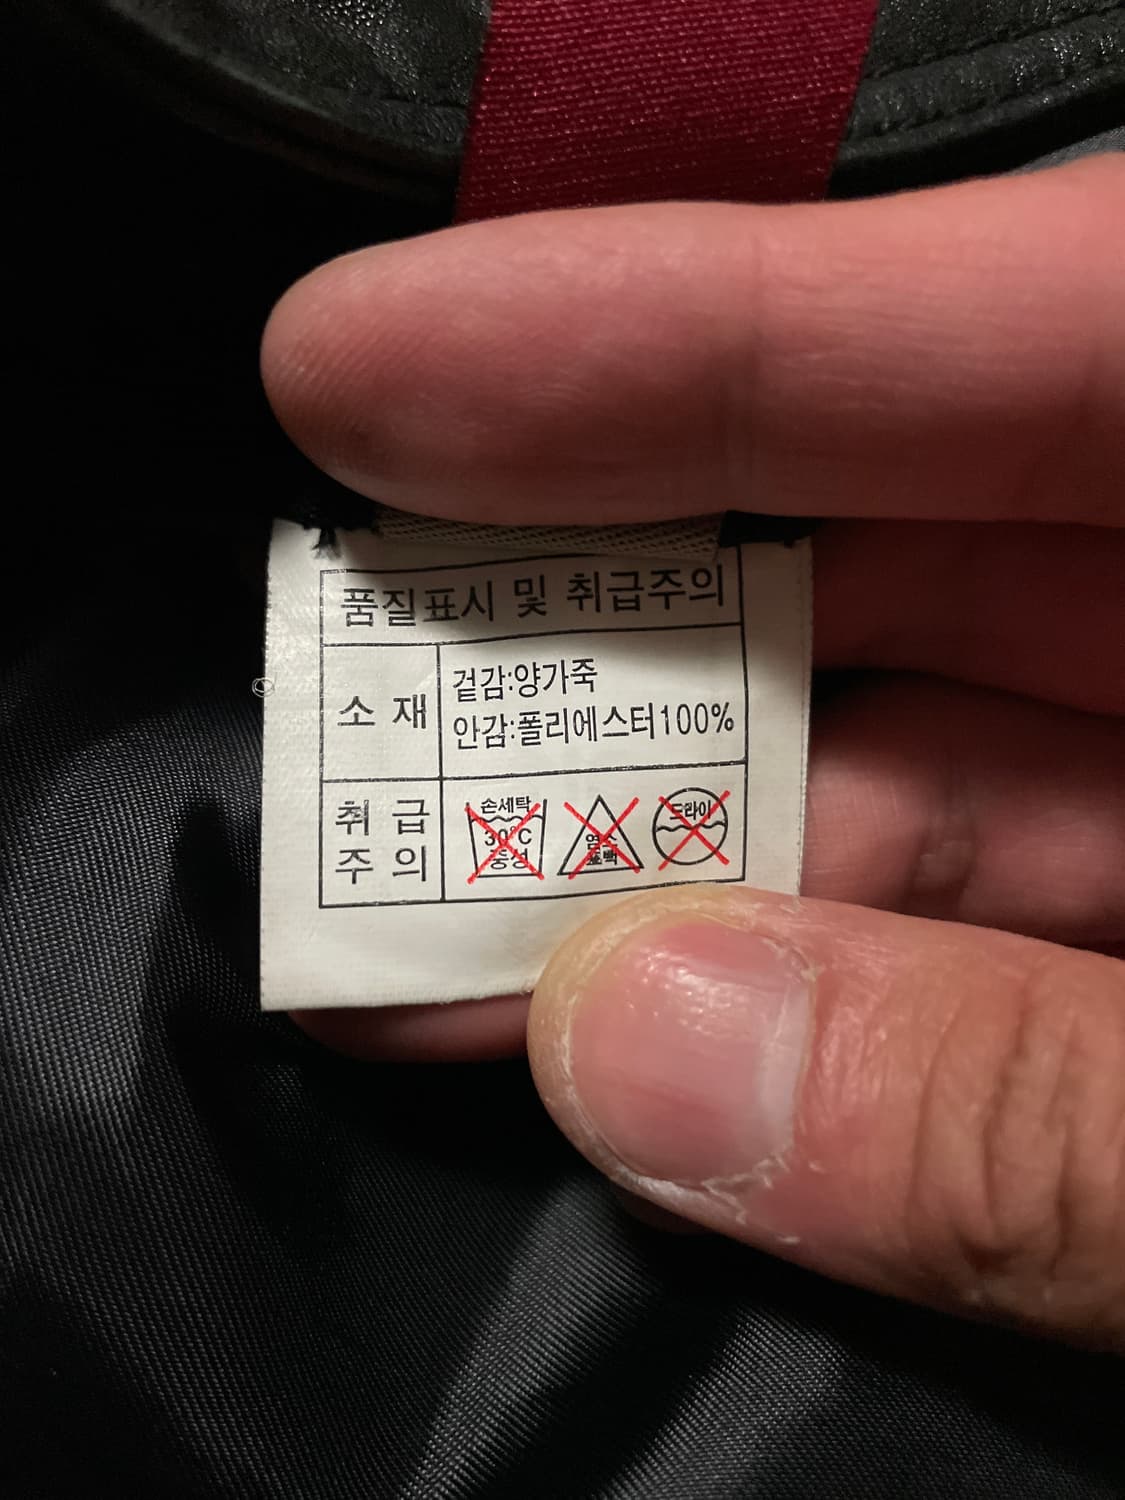 품질표시 및 취급주의
소 재
겉감:양가죽
안감:폴리에스터100%
취 급
주 의
손세탁
30℃
중성
염소
표백
드라이